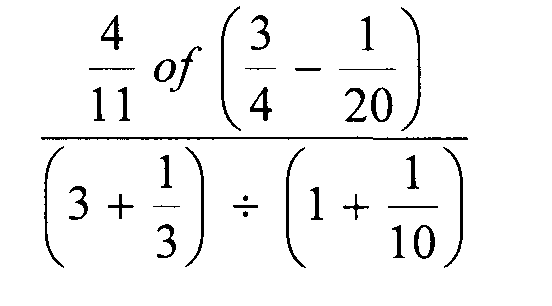 4/11 of (3/4 − 1/20)
(3 + 1/3) ÷ (1 + 1/10)